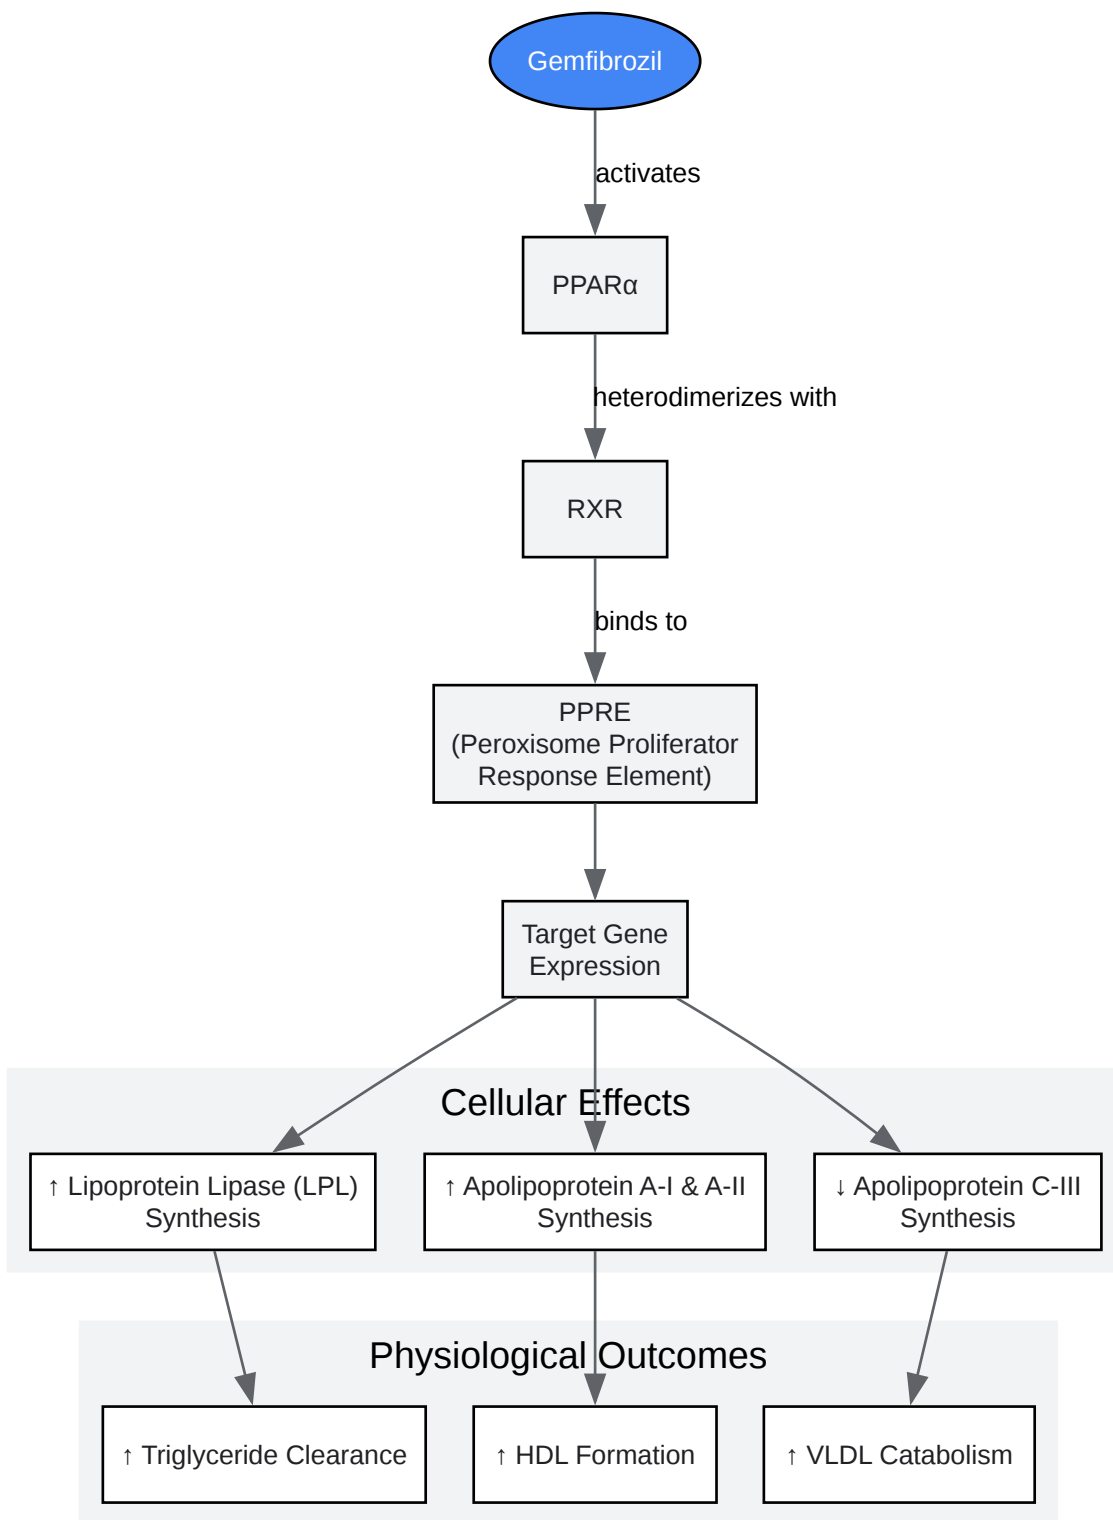 Gemfibrozil
activates
PPARα
heterodimerizes with
RXR
binds to
PPRE
(Peroxisome Proliferator
Response Element)
Target Gene
Expression
Cellular Effects
↑ Lipoprotein Lipase (LPL)
Synthesis
↑ Apolipoprotein A-I & A-II
Synthesis
↓ Apolipoprotein C-III
Synthesis
Physiological Outcomes
↑ Triglyceride Clearance
↑ HDL Formation
↑ VLDL Catabolism